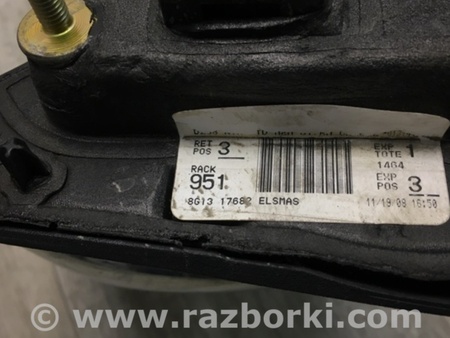 RET POS 3
EXP TOTE 1
1464
RACK 951
EXP POS 3
8G13 17682 ELSMAS
11/19/08 16:50
www.razborki.com